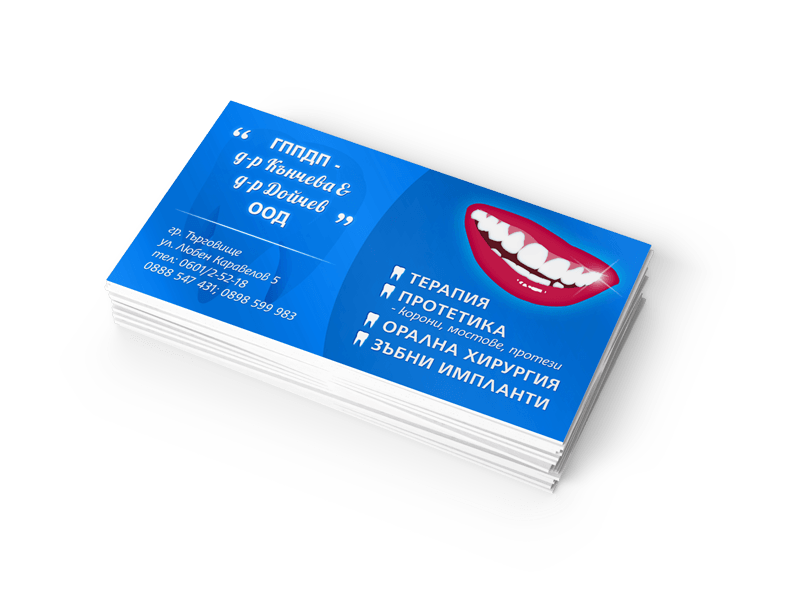 “ ГППДП -
д-р Кънчева &
д-р Дойчев
ООД ”
гр. Търговище
ул. Любен Каравелов 5
тел: 0601/2-52-18
0888 547 431; 0898 599 983
ТЕРАПИЯ
ПРОТЕТИКА
- корони, мостове, протези
ОРАЛНА ХИРУРГИЯ
ЗЪБНИ ИМПЛАНТИ